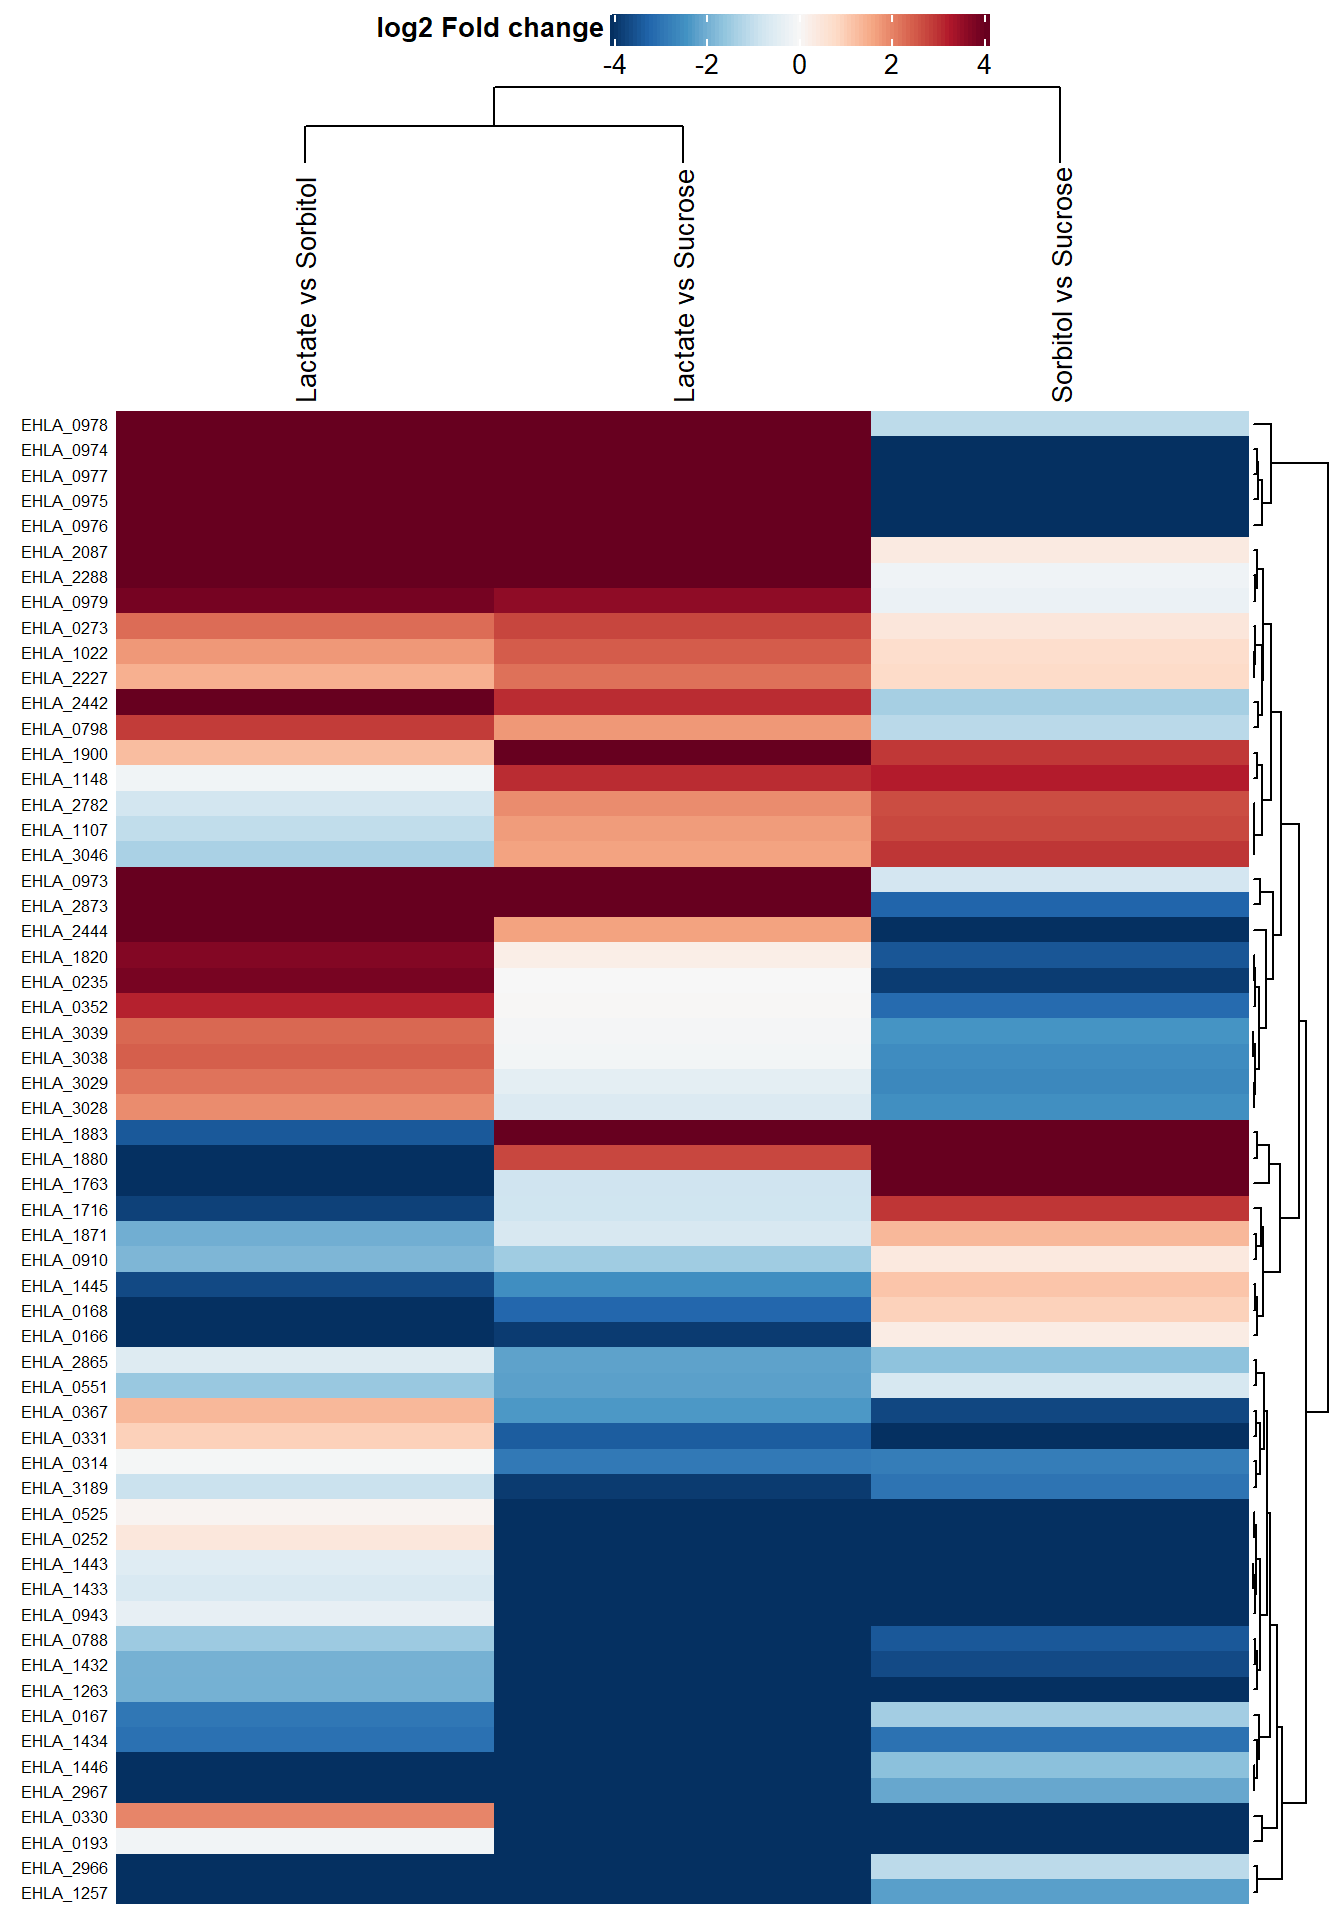 log2 Fold change
-4 -2 0 2 4
Lactate vs Sorbitol
Lactate vs Sucrose
Sorbitol vs Sucrose
EHLA_0978
EHLA_0974
EHLA_0977
EHLA_0975
EHLA_0976
EHLA_2087
EHLA_2288
EHLA_0979
EHLA_0273
EHLA_1022
EHLA_2227
EHLA_2442
EHLA_0798
EHLA_1900
EHLA_1148
EHLA_2782
EHLA_1107
EHLA_3046
EHLA_0973
EHLA_2873
EHLA_2444
EHLA_1820
EHLA_0235
EHLA_0352
EHLA_3039
EHLA_3038
EHLA_3029
EHLA_3028
EHLA_1883
EHLA_1880
EHLA_1763
EHLA_1716
EHLA_1871
EHLA_0910
EHLA_1445
EHLA_0168
EHLA_0166
EHLA_2865
EHLA_0551
EHLA_0367
EHLA_0331
EHLA_0314
EHLA_3189
EHLA_0525
EHLA_0252
EHLA_1443
EHLA_1433
EHLA_0943
EHLA_0788
EHLA_1432
EHLA_1263
EHLA_0167
EHLA_1434
EHLA_1446
EHLA_2967
EHLA_0330
EHLA_0193
EHLA_2966
EHLA_1257